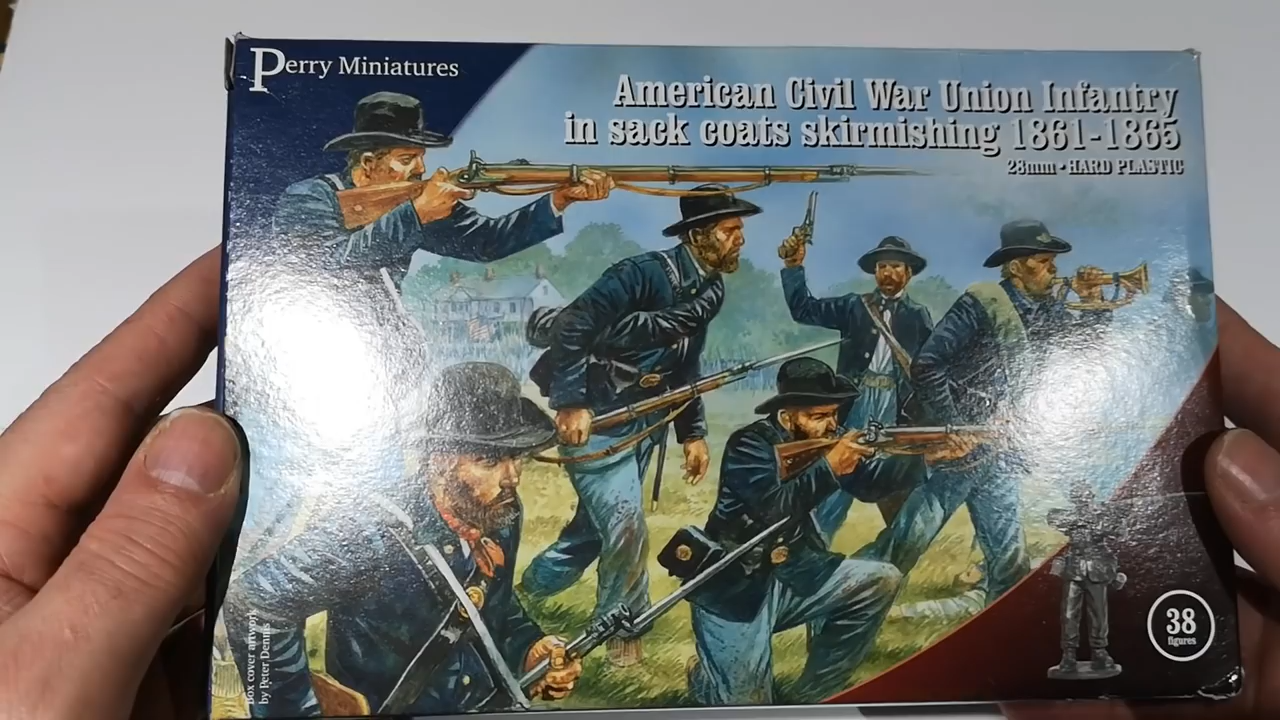 Perry Miniatures
American Civil War Union Infantry
in sack coats skirmishing 1861-1865
28mm • HARD PLASTIC
38
figures
Box cover artwork
by Peter Dennis